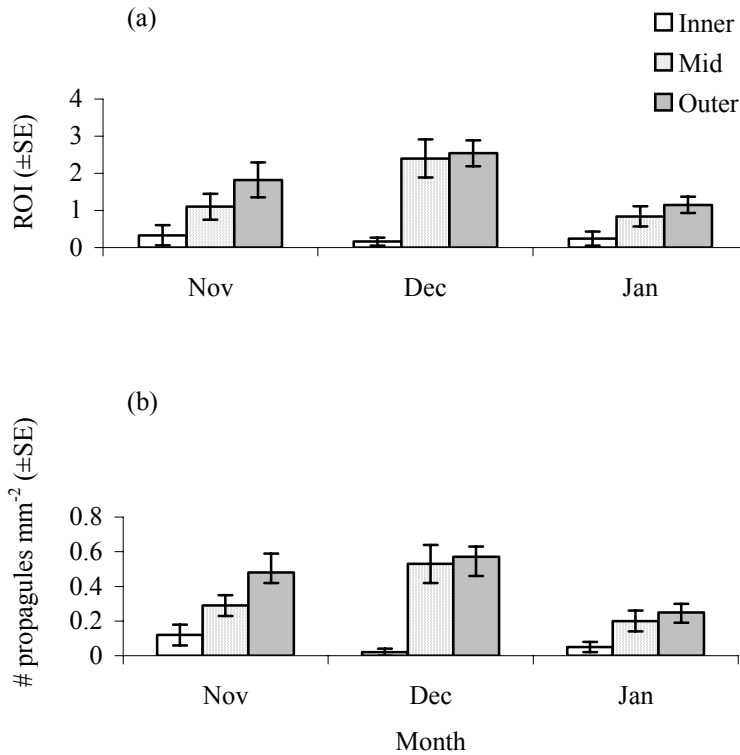 (a)
Inner
Mid
Outer
ROI (±SE)
4
3
2
1
0
Nov Dec Jan
(b)
# propagules mm⁻² (±SE)
0.8
0.6
0.4
0.2
0
Nov Dec Jan
Month